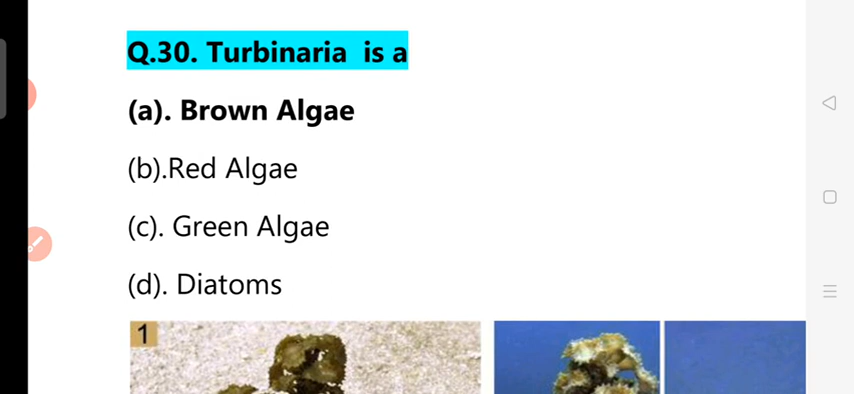 Q.30. Turbinaria is a
(a). Brown Algae
(b).Red Algae
(c). Green Algae
(d). Diatoms
1